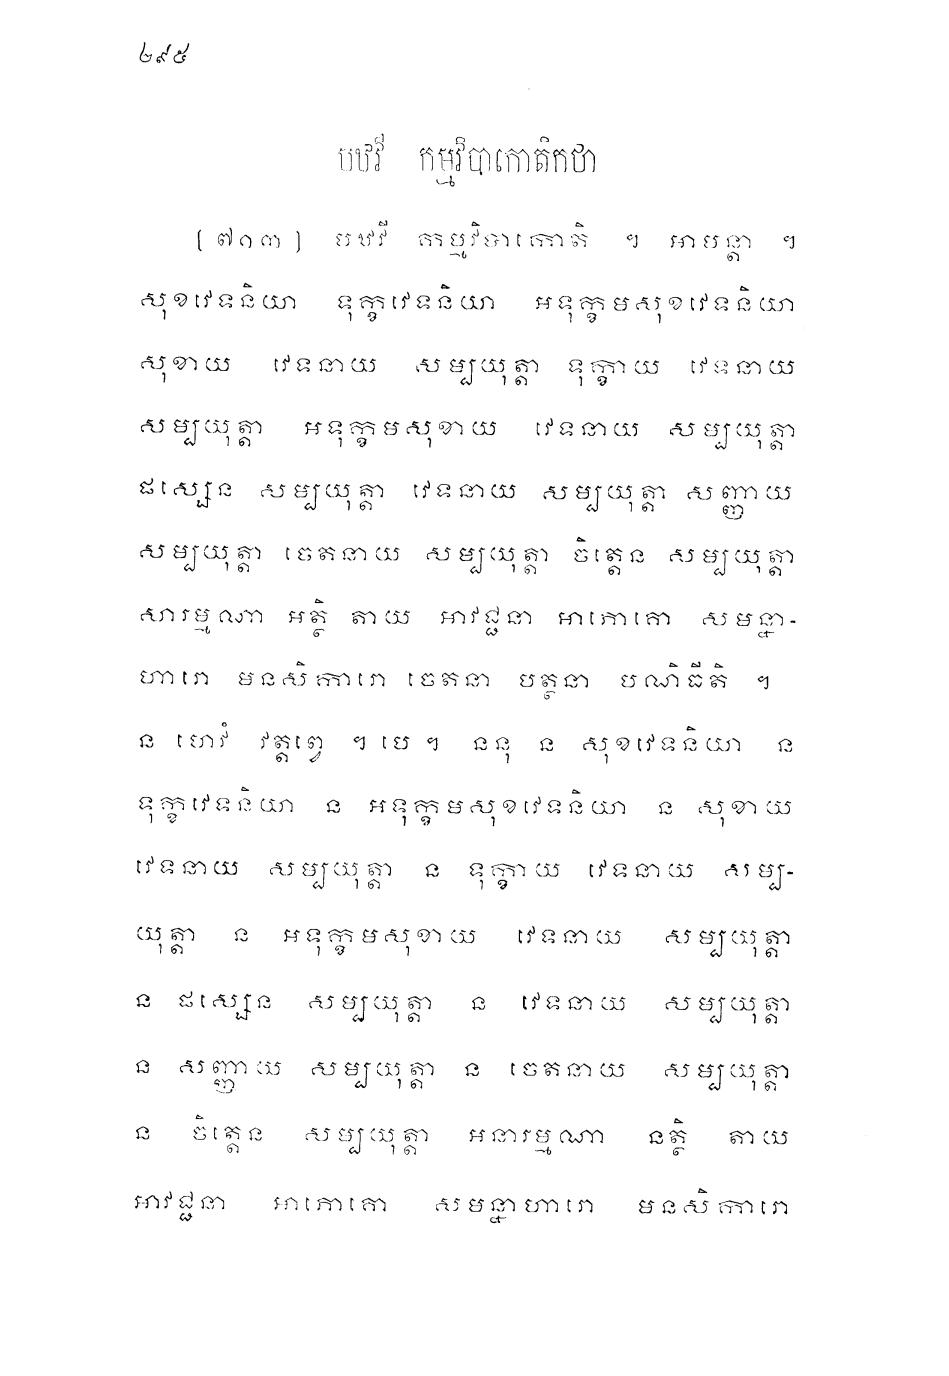 ២៩៥
បឋវី កម្មវិបាកោតិកថា
[៧១៣] បឋវី កម្មវិបាកោតិ ។ អាមន្តា ។
សុខវេទនិយា ទុក្ខវេទនិយា អទុក្ខមសុខវេទនិយា
សុខាយ វេទនាយ សម្បយុត្តា ទុក្ខាយ វេទនាយ
សម្បយុត្តា អទុក្ខមសុខាយ វេទនាយ សម្បយុត្តា
ផស្សេន សម្បយុត្តា វេទនាយ សម្បយុត្តា សញ្ញាយ
សម្បយុត្តា ចេតនាយ សម្បយុត្តា ចិត្តេន សម្បយុត្តា
សារម្មណា អត្ថិ តាយ អាវជ្ជនា អាភោគោ សមន្នា-
ហារោ មនសិការោ ចេតនា បត្ថនា បណិធីតិ ។
ន ហេវំ វត្តព្វេ ។ បេ ។ ននុ ន សុខវេទនិយា ន
ទុក្ខវេទនិយា ន អទុក្ខមសុខវេទនិយា ន សុខាយ
វេទនាយ សម្បយុត្តា ន ទុក្ខាយ វេទនាយ សម្ប-
យុត្តា ន អទុក្ខមសុខាយ វេទនាយ សម្បយុត្តា
ន ផស្សេន សម្បយុត្តា ន វេទនាយ សម្បយុត្តា
ន សញ្ញាយ សម្បយុត្តា ន ចេតនាយ សម្បយុត្តា
ន ចិត្តេន សម្បយុត្តា អនារម្មណា នត្ថិ តាយ
អាវជ្ជនា អាភោគោ សមន្នាហារោ មនសិការោ